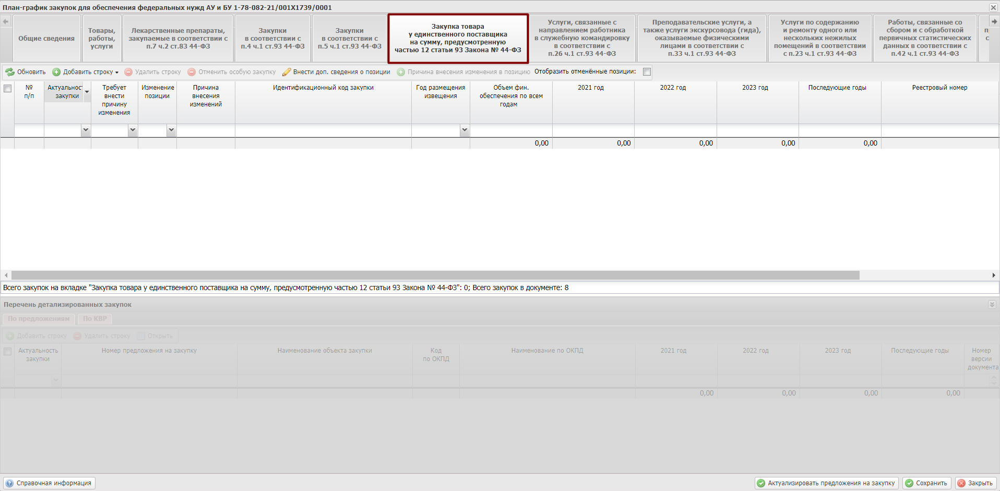 План-график закупок для обеспечения федеральных нужд АУ и БУ 1-78-082-21/001X1739/0001
Общие сведения
Товары,
работы,
услуги
Лекарственные препараты,
закупаемые в соответствии с
п.7 ч.2 ст.83 44-ФЗ
Закупки
в соответствии с
п.4 ч.1 ст.93 44-ФЗ
Закупки
в соответствии с
п.5 ч.1 ст.93 44-ФЗ
Закупка товара
у единственного поставщика
на сумму, предусмотренную
частью 12 статьи 93 Закона № 44-ФЗ
Услуги, связанные с
направлением работника
в служебную командировку
в соответствии с
п.26 ч.1 ст.93 44-ФЗ
Преподавательские услуги, а
также услуги экскурсовода (гида),
оказываемые физическими
лицами в соответствии с
п.33 ч.1 ст.93 44-ФЗ
Услуги по содержанию
и ремонту одного или
нескольких нежилых
помещений в соответствии
с п.23 ч.1 ст.93 44-ФЗ
Работы, связанные со
сбором и с обработкой
первичных статистических
данных в соответствии с
п.42 ч.1 ст.93 44-ФЗ
Обновить Добавить строку Удалить строку Отменить особую закупку Внести доп. сведения о позиции Причина внесения изменения в позицию Отобразить отменённые позиции:
№
п/п
Актуальнос
закупки
Требует
внести
причину
изменения
Изменение
позиции
Причина
внесения
изменений
Идентификационный код закупки
Год размещения
извещения
Объем фин.
обеспечения по всем
годам
2021 год
2022 год
2023 год
Последующие годы
Реестровый номер
0,00 0,00 0,00 0,00 0,00
Всего закупок на вкладке "Закупка товара у единственного поставщика на сумму, предусмотренную частью 12 статьи 93 Закона № 44-ФЗ": 0; Всего закупок в документе: 8
Перечень детализированных закупок
По предложениям По КВР
Добавить строку Удалить строку Открыть
Актуальность
закупки
Номер предложения на закупку
Наименование объекта закупки
Код
по ОКПД
Наименование по ОКПД
2021 год
2022 год
2023 год
Последующие годы
Номер
версии
документа
0,00 0,00 0,00 0,00
Справочная информация Актуализировать предложения на закупку Сохранить Закрыть